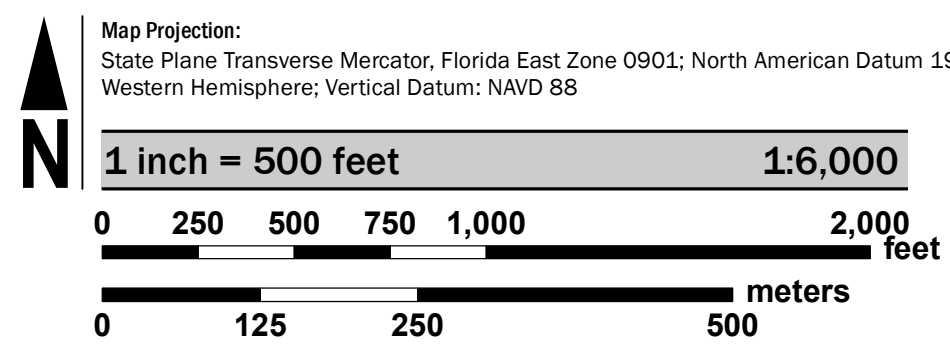 Map Projection:
State Plane Transverse Mercator, Florida East Zone 0901; North American Datum 19
Western Hemisphere; Vertical Datum: NAVD 88
N
1 inch = 500 feet 1:6,000
0 250 500 750 1,000 2,000
feet
meters
0 125 250 500